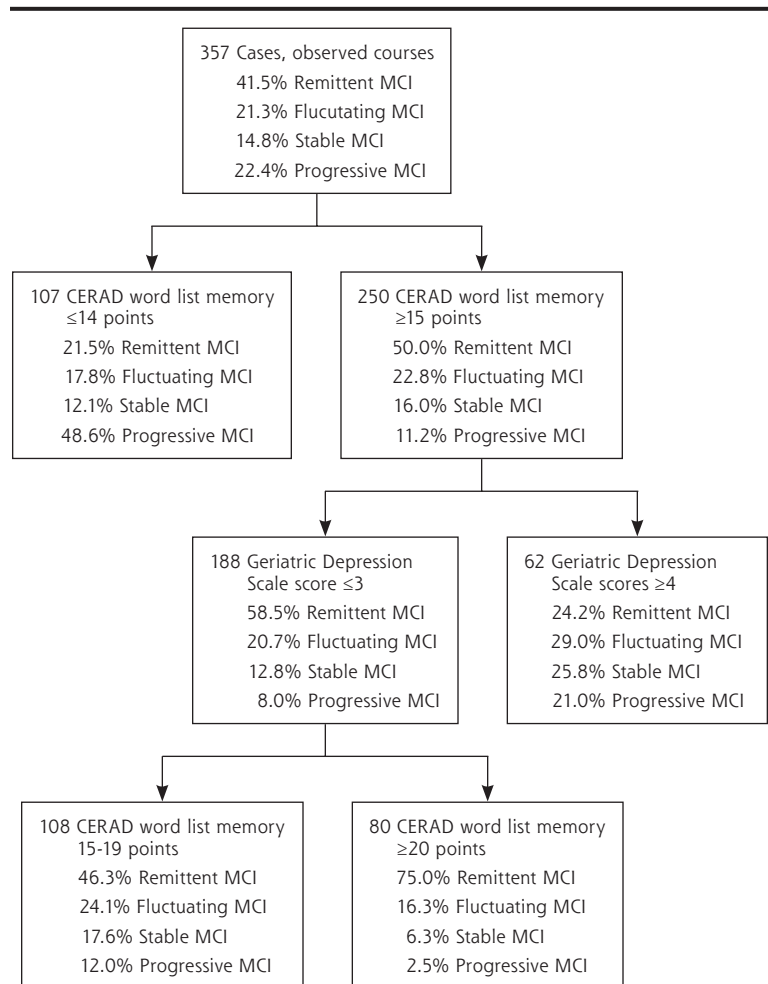 357 Cases, observed courses
41.5% Remittent MCI
21.3% Flucutating MCI
14.8% Stable MCI
22.4% Progressive MCI
107 CERAD word list memory
≤14 points
21.5% Remittent MCI
17.8% Fluctuating MCI
12.1% Stable MCI
48.6% Progressive MCI
250 CERAD word list memory
≥15 points
50.0% Remittent MCI
22.8% Fluctuating MCI
16.0% Stable MCI
11.2% Progressive MCI
188 Geriatric Depression
Scale score ≤3
58.5% Remittent MCI
20.7% Fluctuating MCI
12.8% Stable MCI
8.0% Progressive MCI
62 Geriatric Depression
Scale scores ≥4
24.2% Remittent MCI
29.0% Fluctuating MCI
25.8% Stable MCI
21.0% Progressive MCI
108 CERAD word list memory
15-19 points
46.3% Remittent MCI
24.1% Fluctuating MCI
17.6% Stable MCI
12.0% Progressive MCI
80 CERAD word list memory
≥20 points
75.0% Remittent MCI
16.3% Fluctuating MCI
6.3% Stable MCI
2.5% Progressive MCI